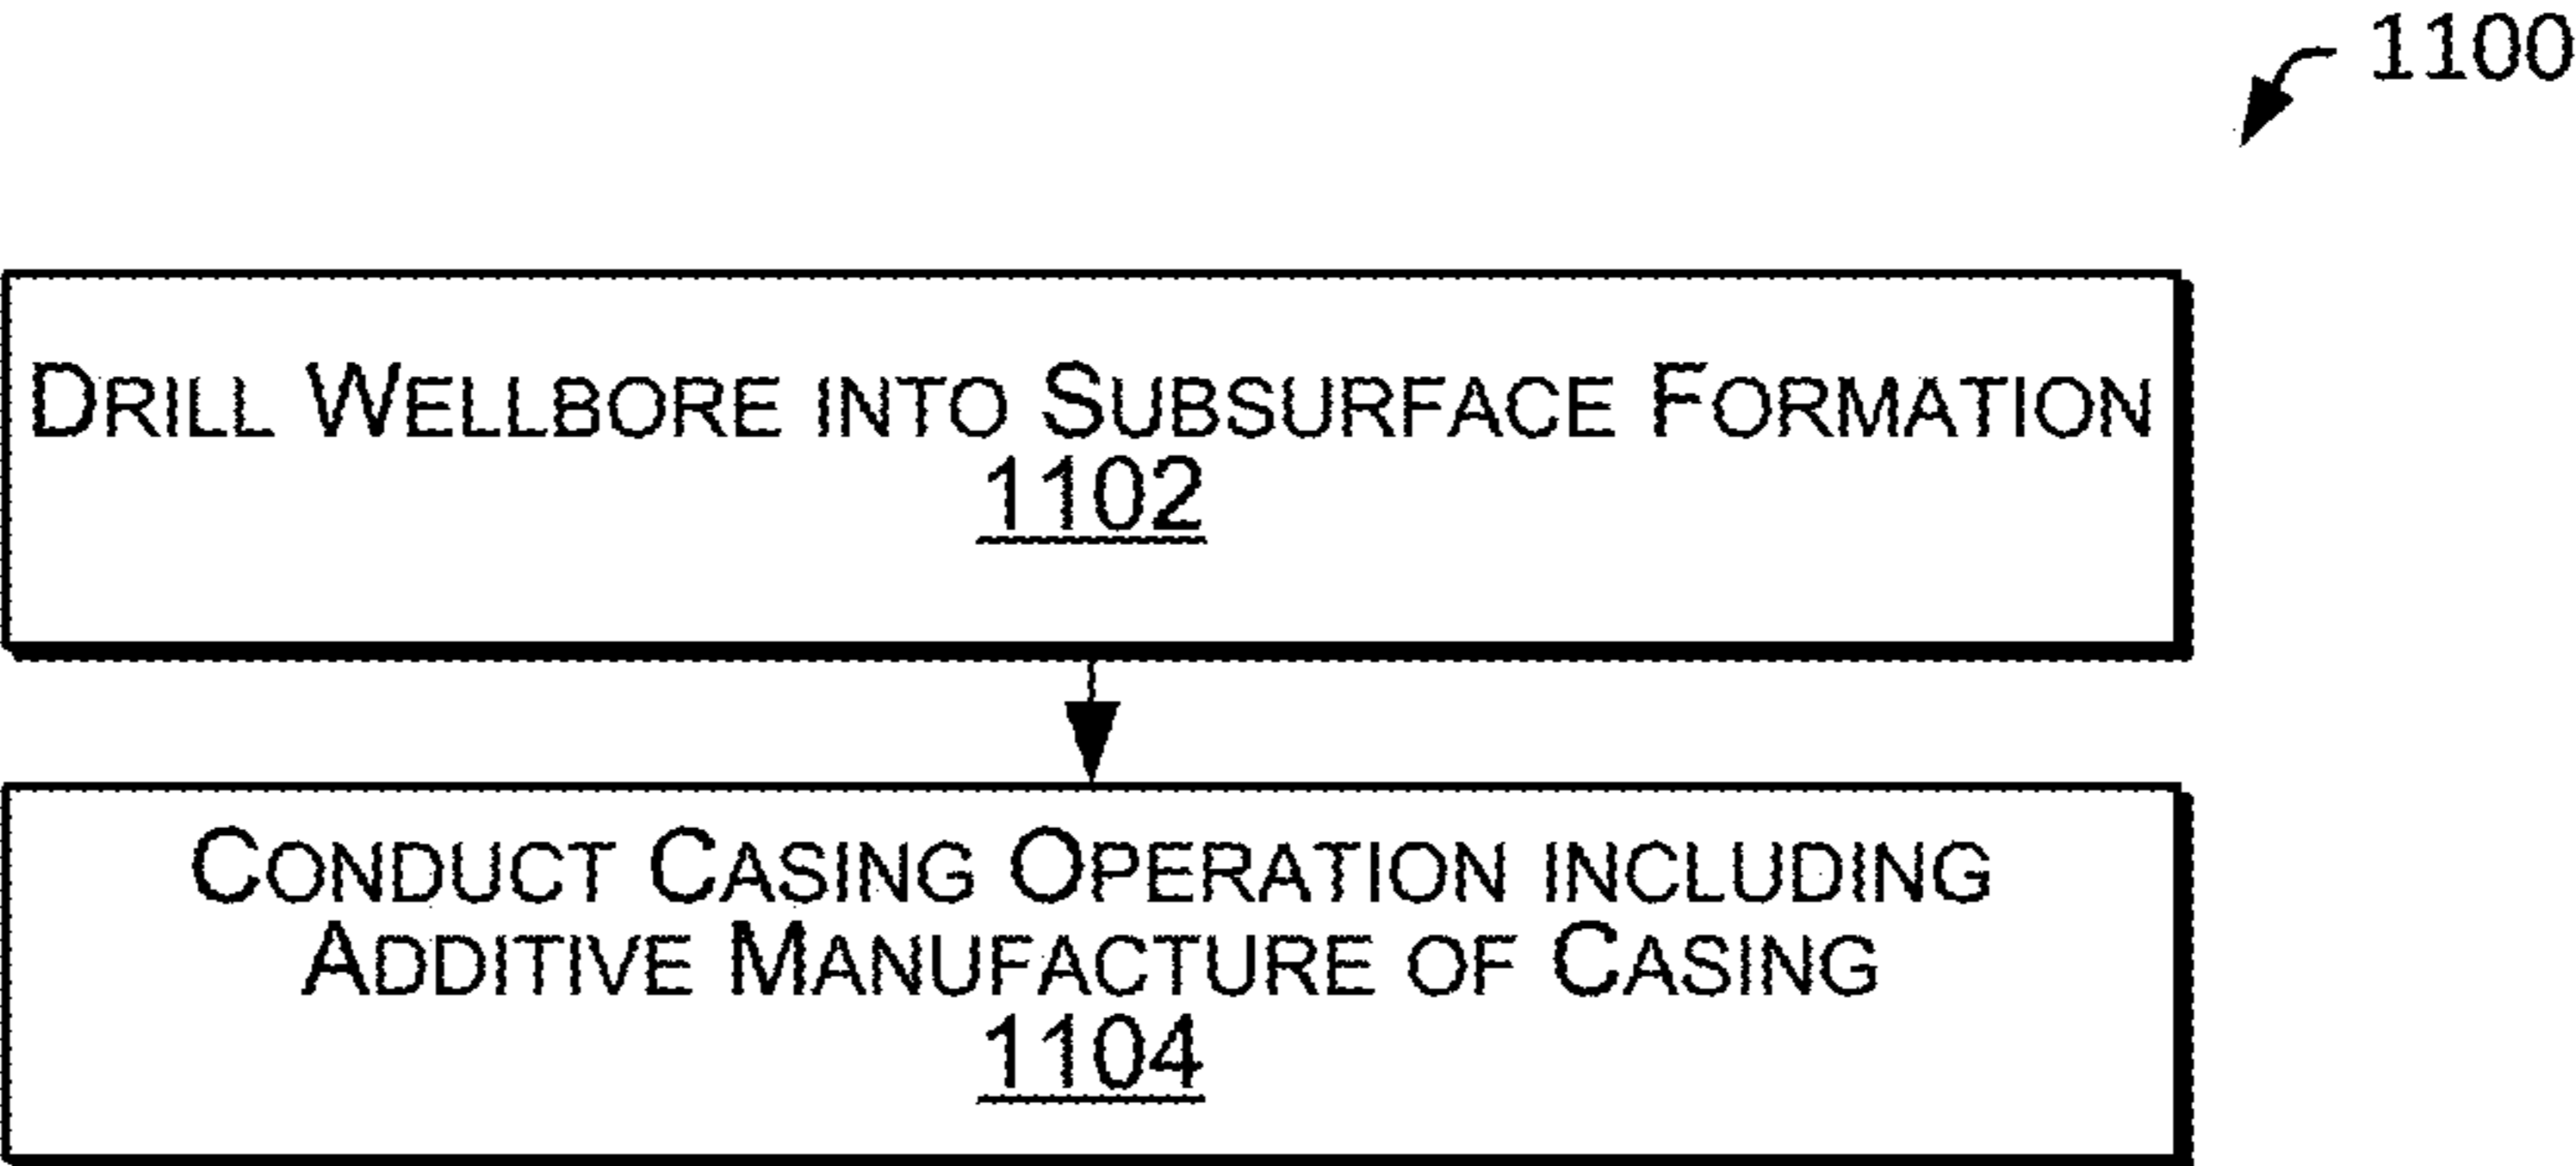 1100
DRILL WELLBORE INTO SUBSURFACE FORMATION
1102
CONDUCT CASING OPERATION INCLUDING
ADDITIVE MANUFACTURE OF CASING
1104